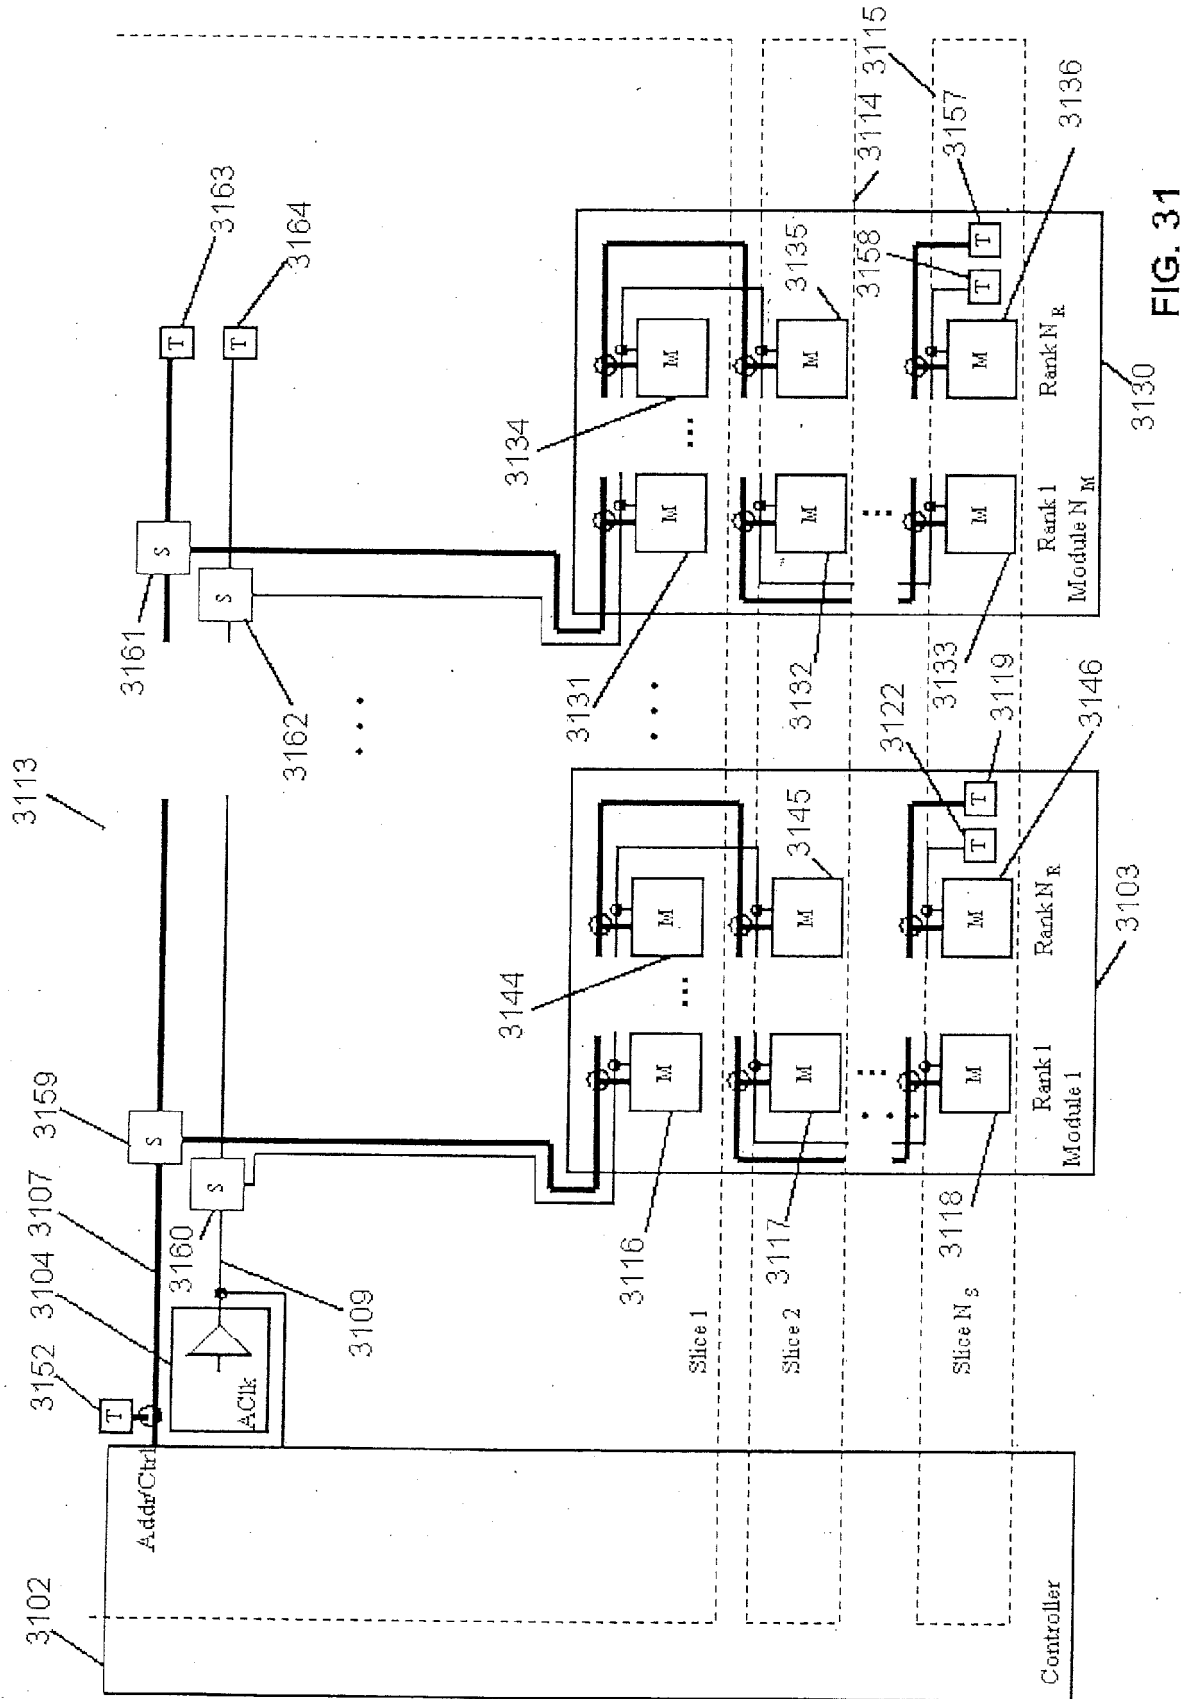 3102
Addr/Ctrl
Controller
T
3152
AClk
3104
3107
3109
3159
S
3160
S
3113
3161
S
3162
S
T
3163
T
3164
Slice 1
Slice 2
Slice N S
3116
3117
3118
M
M
M
M
M
M
T
T
3144
3145
3122
3119
3146
3103
Rank 1
Rank N R
Module 1
3131
3132
3133
M
M
M
M
M
M
T
T
3134
3135
3158
3114
3115
3157
3136
3130
Rank 1
Rank N R
Module N M
FIG. 31